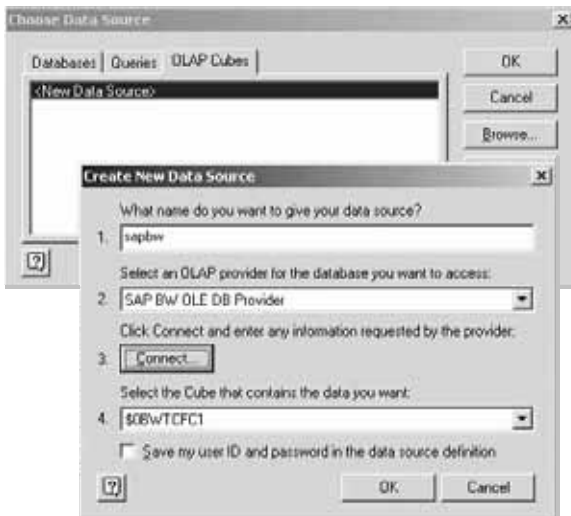 Choose Data Source
Databases
Queries
OLAP Cubes
<New Data Source>
OK
Cancel
Browse...
Create New Data Source
What name do you want to give your data source?
1. sapbw
Select an OLAP provider for the database you want to access:
2. SAP BW OLE DB Provider
Click Connect and enter any information requested by the provider:
3. Connect...
Select the Cube that contains the data you want:
4. $0BWTCFC1
Save my user ID and password in the data source definition
OK
Cancel